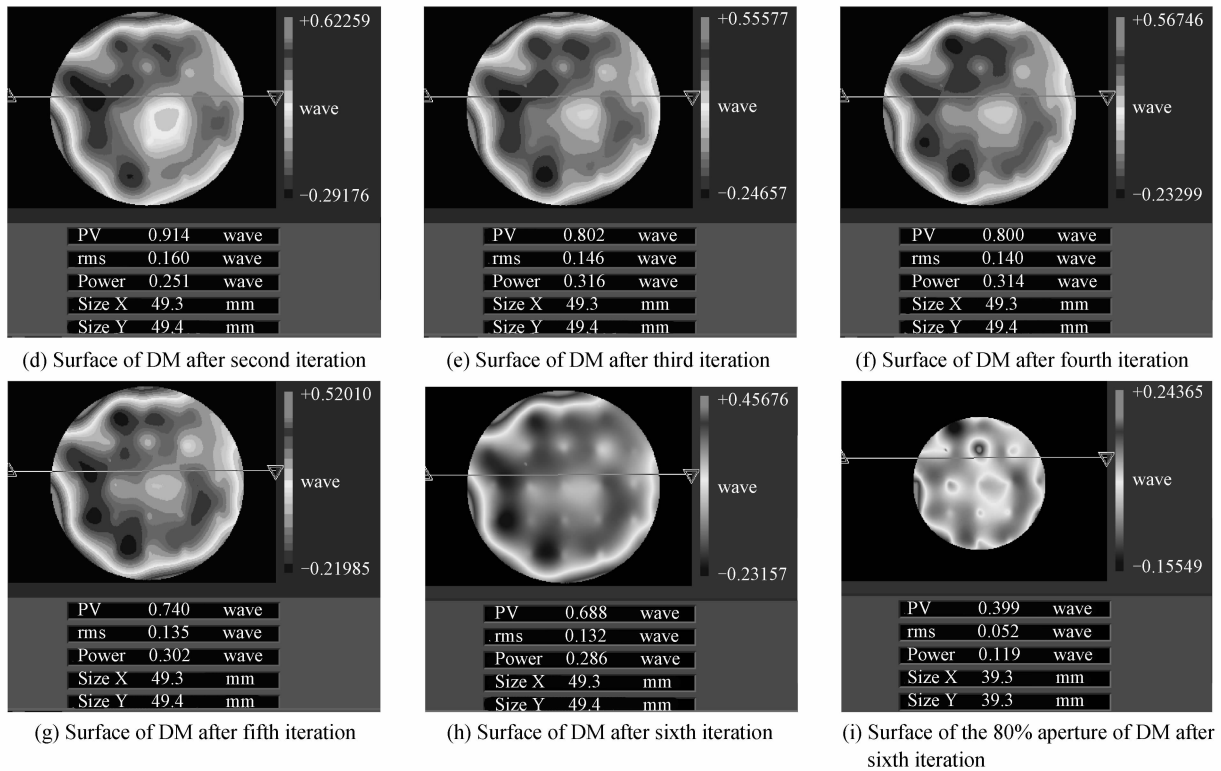 +0.62259
wave
−0.29176
PV 0.914 wave
rms 0.160 wave
Power 0.251 wave
Size X 49.3 mm
Size Y 49.4 mm
(d) Surface of DM after second iteration
+0.55577
wave
−0.24657
PV 0.802 wave
rms 0.146 wave
Power 0.316 wave
Size X 49.3 mm
Size Y 49.4 mm
(e) Surface of DM after third iteration
+0.56746
wave
−0.23299
PV 0.800 wave
rms 0.140 wave
Power 0.314 wave
Size X 49.3 mm
Size Y 49.4 mm
(f) Surface of DM after fourth iteration
+0.52010
wave
−0.21985
PV 0.740 wave
rms 0.135 wave
Power 0.302 wave
Size X 49.3 mm
Size Y 49.4 mm
(g) Surface of DM after fifth iteration
+0.45676
wave
−0.23157
PV 0.688 wave
rms 0.132 wave
Power 0.286 wave
Size X 49.3 mm
Size Y 49.4 mm
(h) Surface of DM after sixth iteration
+0.24365
wave
−0.15549
PV 0.399 wave
rms 0.052 wave
Power 0.119 wave
Size X 39.3 mm
Size Y 39.3 mm
(i) Surface of the 80% aperture of DM after
sixth iteration